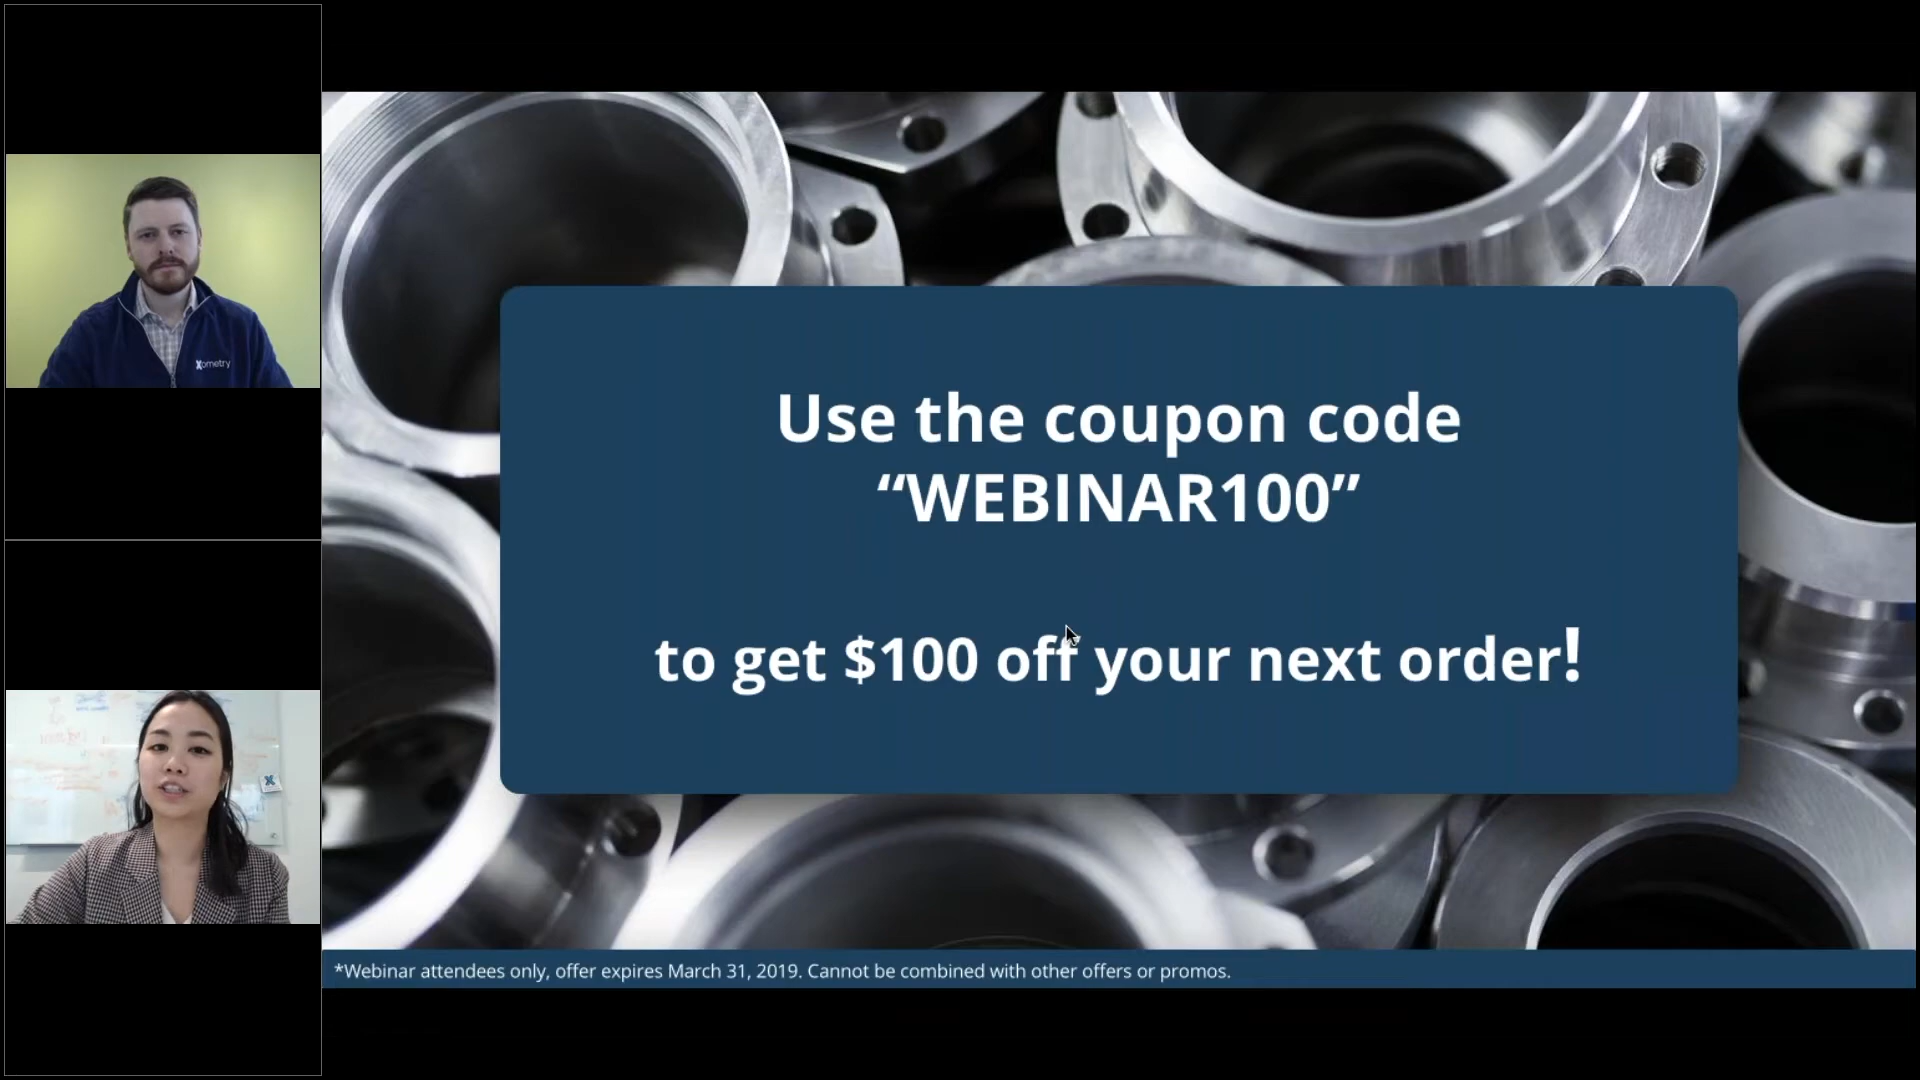 Xometry
X
Use the coupon code
“WEBINAR100”
to get $100 off your next order!
*Webinar attendees only, offer expires March 31, 2019. Cannot be combined with other offers or promos.